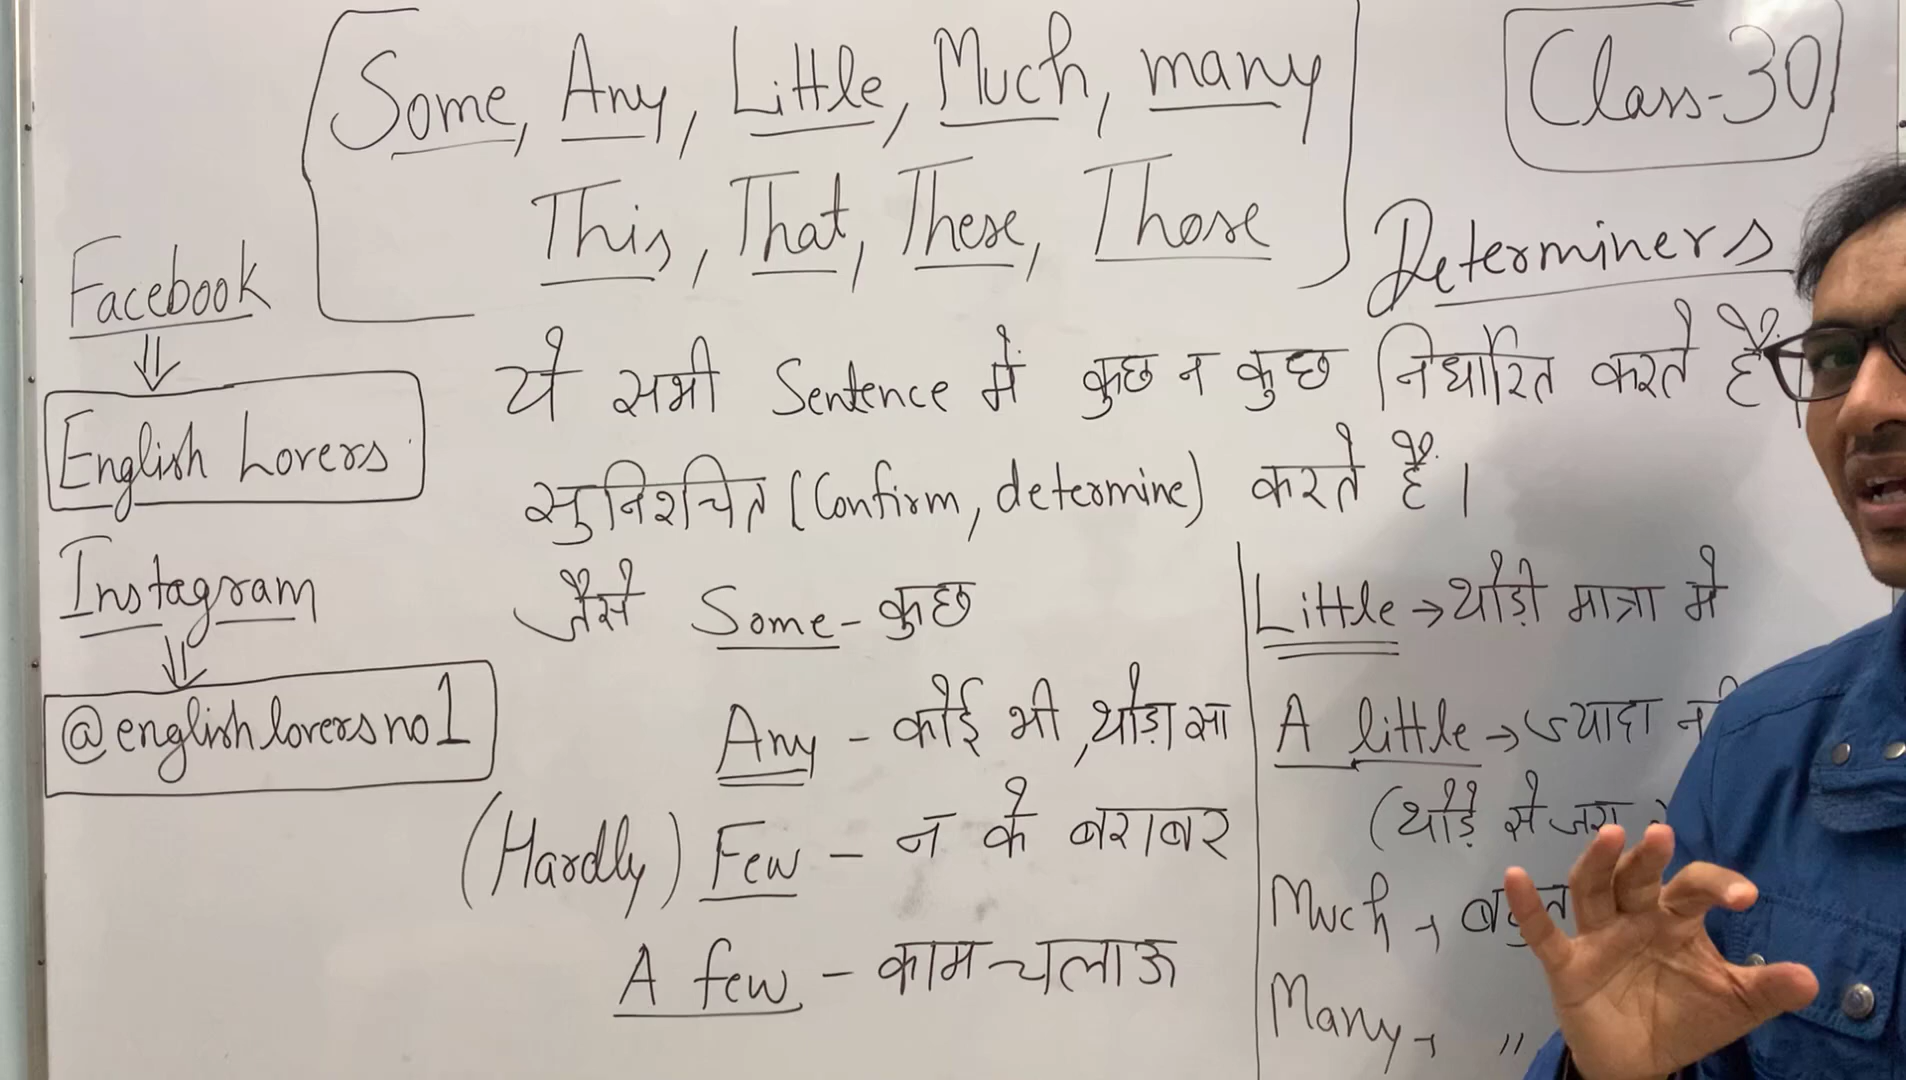 Some, Any, Little, Much, many
This, That, These, Those
Class-30
Determiners
Facebook
English Lovers
Instagram
@englishloversno1
ये सभी Sentence में कुछ न कुछ निर्धारित करते हैं।
सुनिश्चित (Confirm, determine) करते हैं।
जैसे Some - कुछ
Any - कोई भी, थोड़ा सा
(Hardly) Few - न के बराबर
A few - काम चलाऊ
Little → थोड़ी मात्रा में
A little → ज्यादा
(थोड़े से
Much →
Many → "